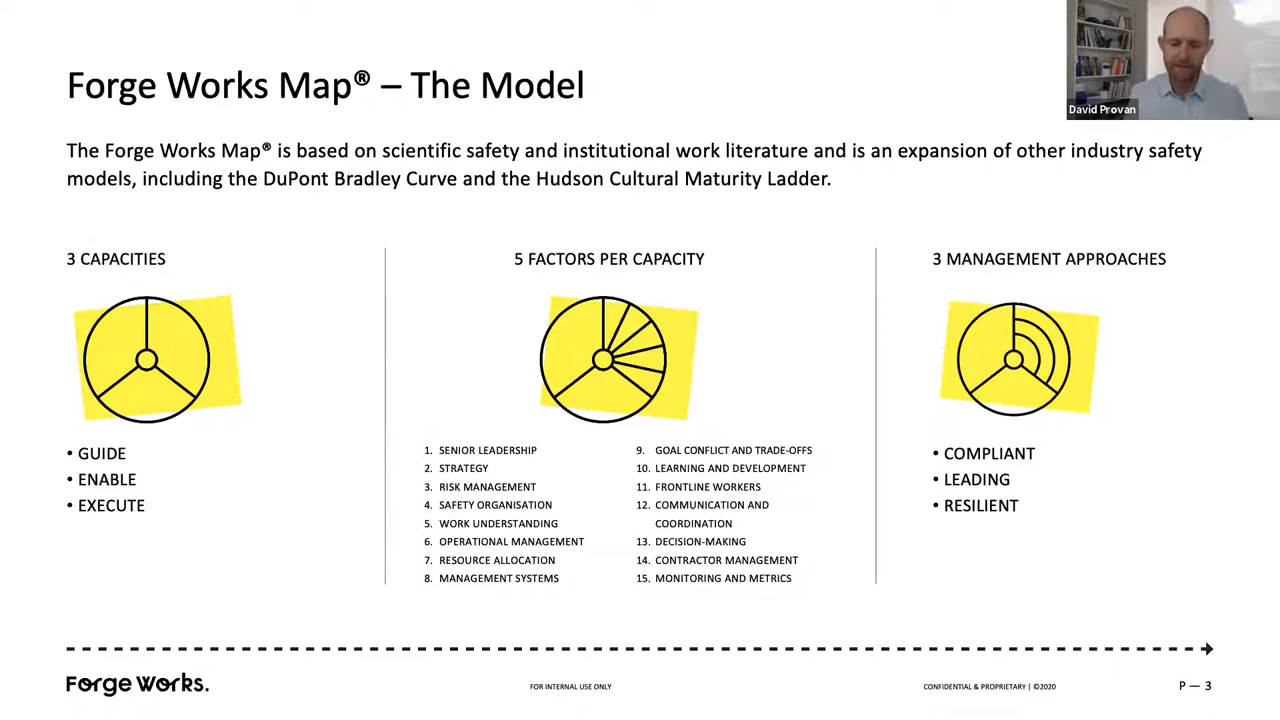 David Provan
Forge Works Map® – The Model
The Forge Works Map® is based on scientific safety and institutional work literature and is an expansion of other industry safety
models, including the DuPont Bradley Curve and the Hudson Cultural Maturity Ladder.
3 CAPACITIES
• GUIDE
• ENABLE
• EXECUTE
5 FACTORS PER CAPACITY
1. SENIOR LEADERSHIP
2. STRATEGY
3. RISK MANAGEMENT
4. SAFETY ORGANISATION
5. WORK UNDERSTANDING
6. OPERATIONAL MANAGEMENT
7. RESOURCE ALLOCATION
8. MANAGEMENT SYSTEMS
9. GOAL CONFLICT AND TRADE-OFFS
10. LEARNING AND DEVELOPMENT
11. FRONTLINE WORKERS
12. COMMUNICATION AND
COORDINATION
13. DECISION-MAKING
14. CONTRACTOR MANAGEMENT
15. MONITORING AND METRICS
3 MANAGEMENT APPROACHES
• COMPLIANT
• LEADING
• RESILIENT
Forge Works.
FOR INTERNAL USE ONLY
CONFIDENTIAL & PROPRIETARY | ©2020
P — 3